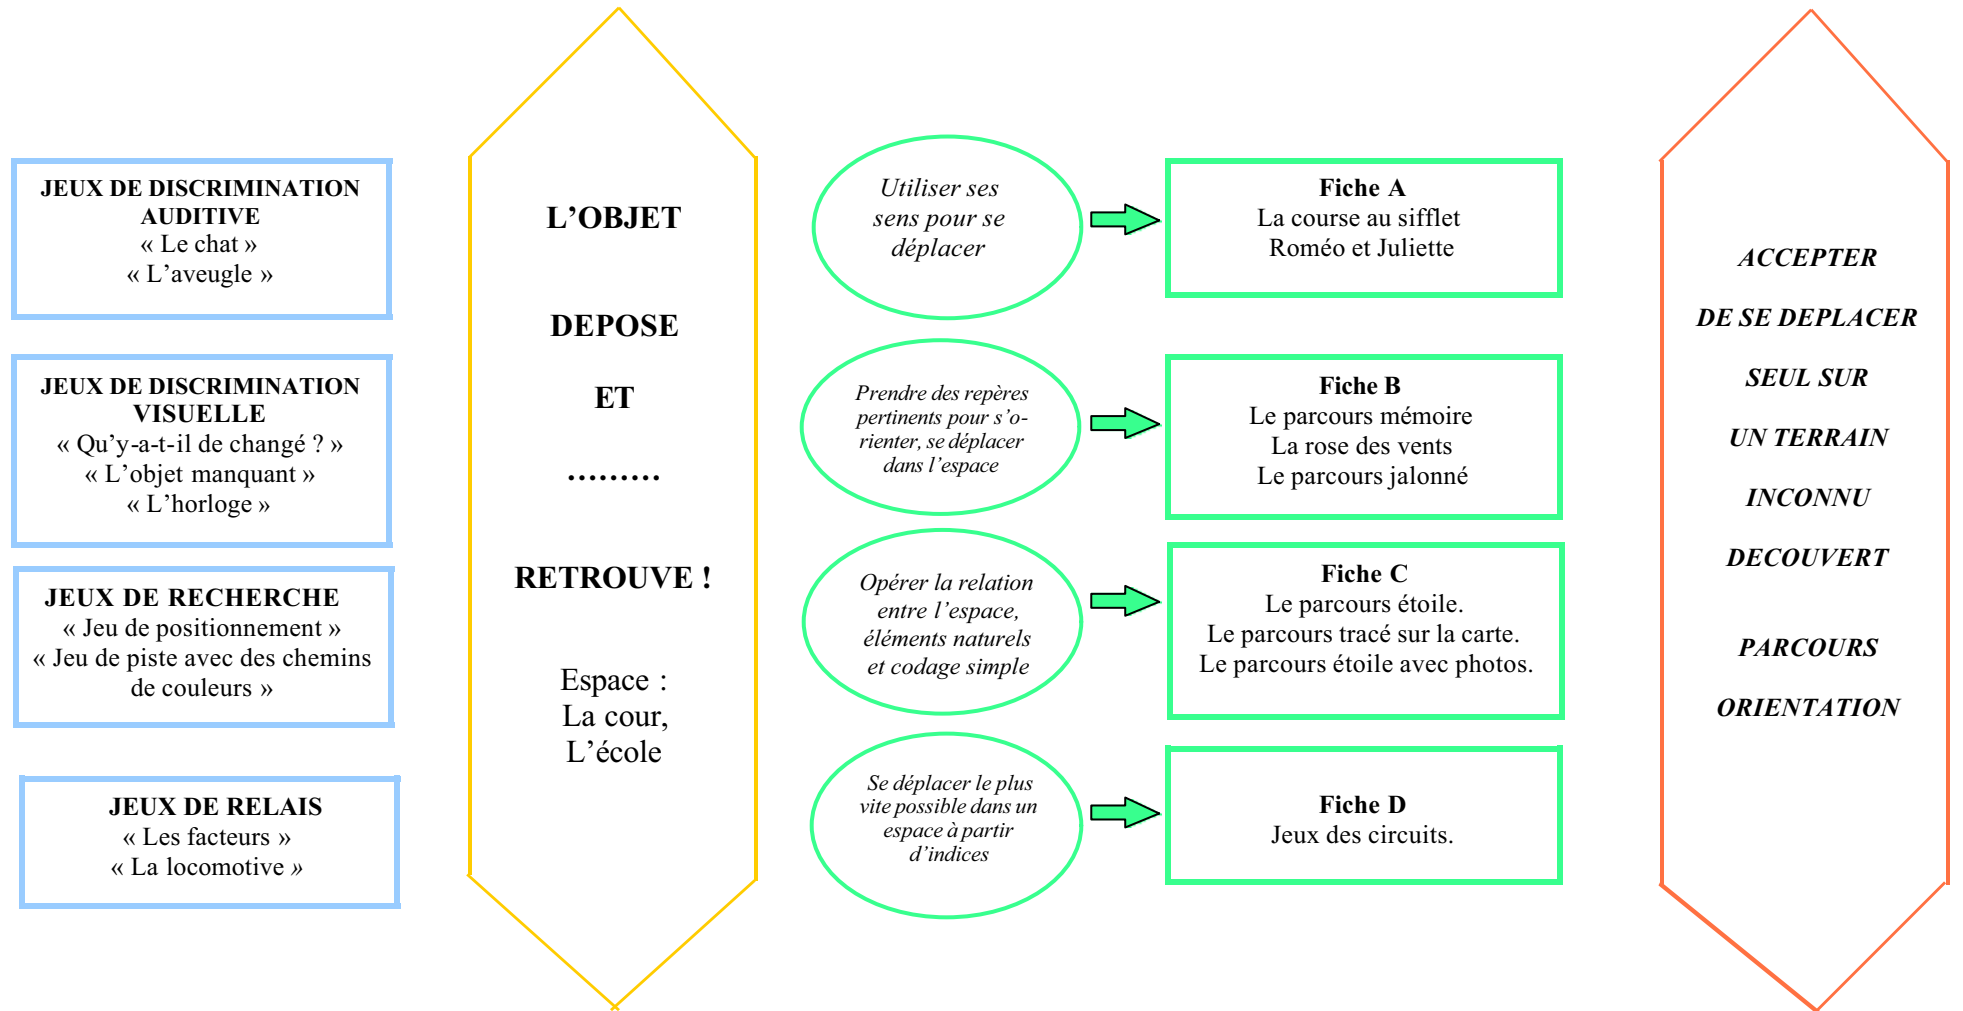 JEUX DE DISCRIMINATION
AUDITIVE
« Le chat »
« L’aveugle »
JEUX DE DISCRIMINATION
VISUELLE
« Qu’y-a-t-il de changé ? »
« L’objet manquant »
« L’horloge »
JEUX DE RECHERCHE
« Jeu de positionnement »
« Jeu de piste avec des chemins
de couleurs »
JEUX DE RELAIS
« Les facteurs »
« La locomotive »
L’OBJET
DEPOSE
ET
………
RETROUVE !
Espace :
La cour,
L’école
Utiliser ses
sens pour se
déplacer
Fiche A
La course au sifflet
Roméo et Juliette
Prendre des repères
pertinents pour s’o-
rienter, se déplacer
dans l’espace
Fiche B
Le parcours mémoire
La rose des vents
Le parcours jalonné
Opérer la relation
entre l’espace,
éléments naturels
et codage simple
Fiche C
Le parcours étoile.
Le parcours tracé sur la carte.
Le parcours étoile avec photos.
Se déplacer le plus
vite possible dans un
espace à partir
d’indices
Fiche D
Jeux des circuits.
ACCEPTER
DE SE DEPLACER
SEUL SUR
UN TERRAIN
INCONNU
DECOUVERT
PARCOURS
ORIENTATION